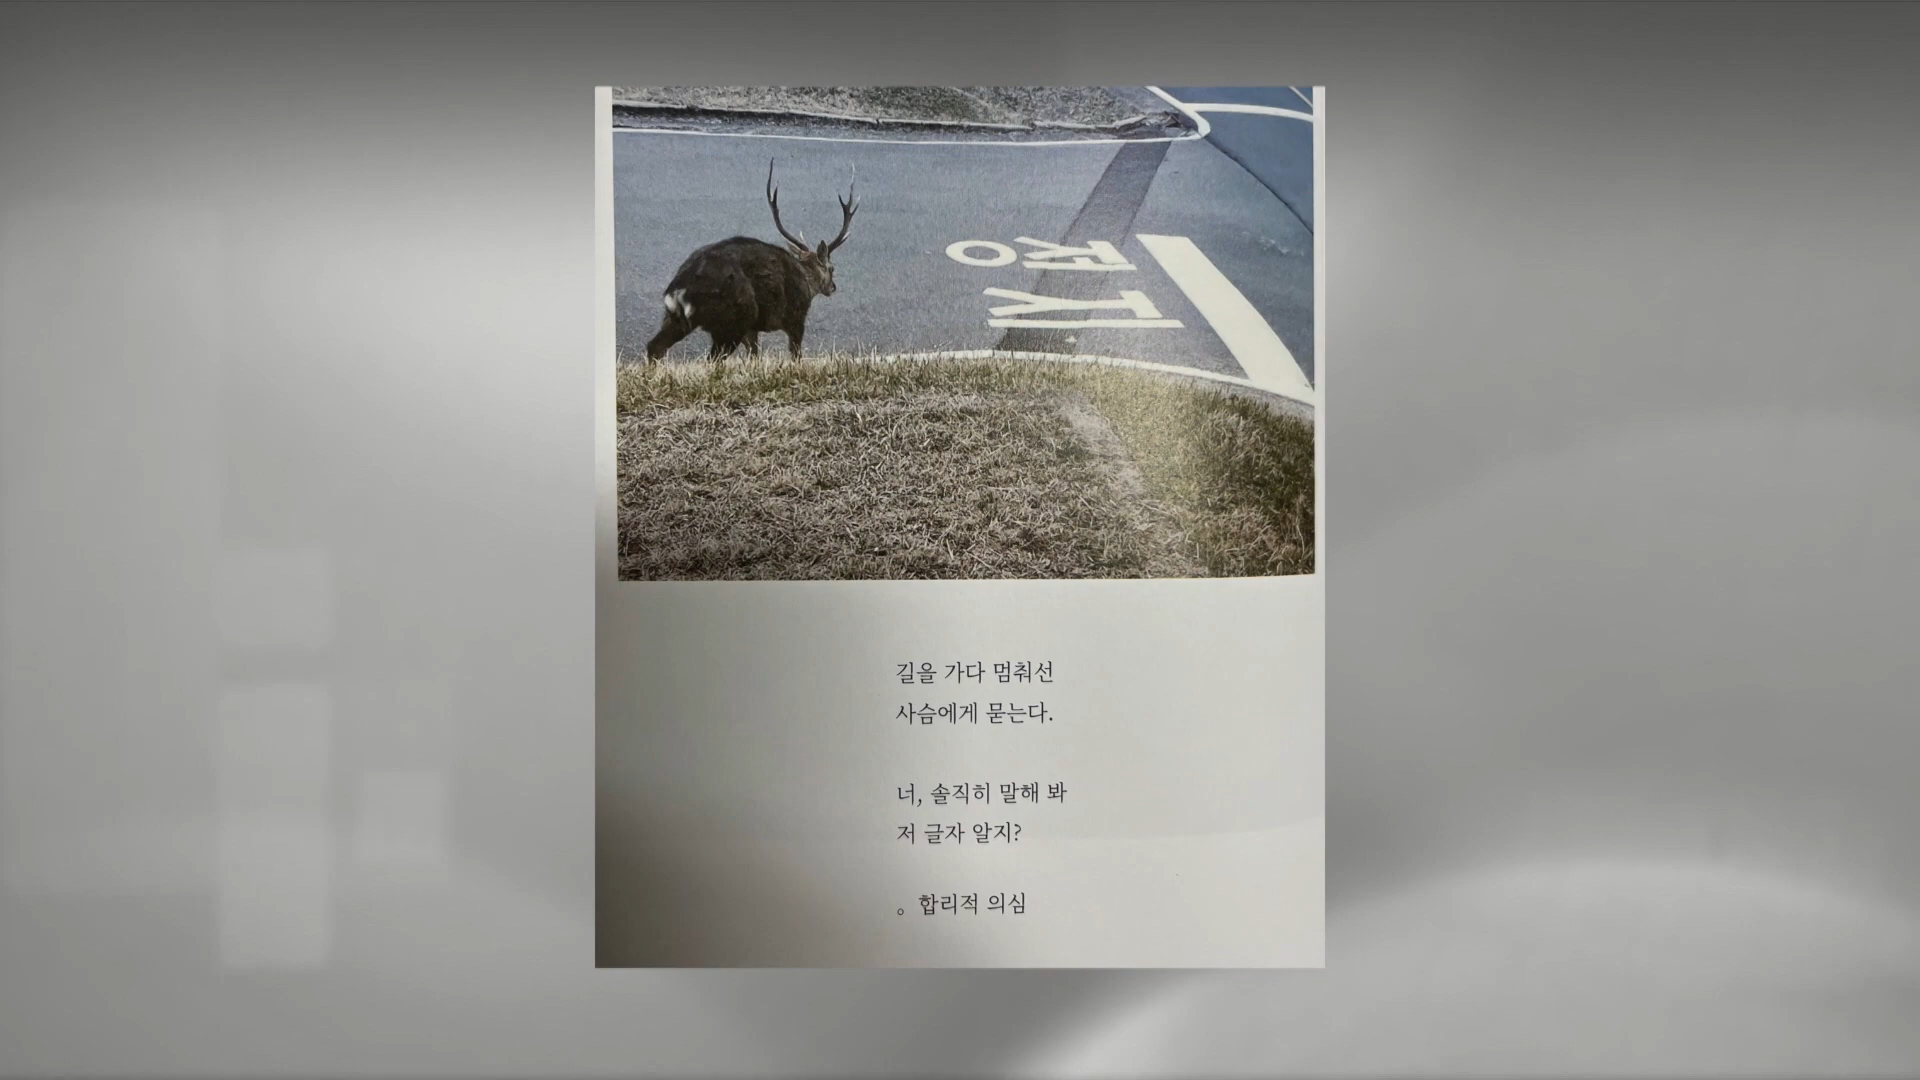 정지
길을 가다 멈춰선
사슴에게 묻는다.
너, 솔직히 말해 봐
저 글자 알지?
。합리적 의심